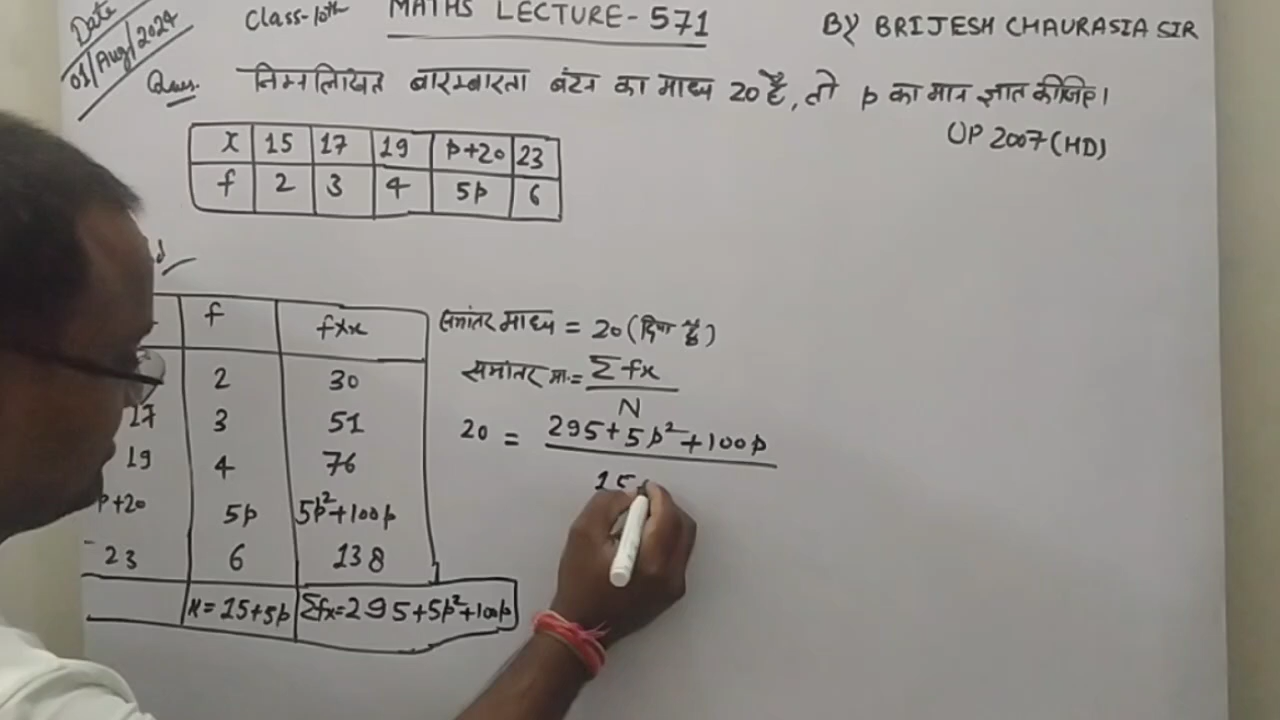 Date 01/Aug/2024
Class-10th
MATHS LECTURE-571
BY BRIJESH CHAURASIA SIR
Ques. निम्नलिखित बारम्बारता बंटन का माध्य 20 है, तो p का मान ज्ञात कीजिए।
UP 2007 (HD)
x 15 17 19 p+20 23
f 2 3 4 5p 6
f f×x
2 30
17 3 51
19 4 76
p+20 5p 5p²+100p
23 6 138
N=15+5p Σfx=295+5p²+100p
समांतर माध्य = 20 (दिया है)
समांतर मा. = Σfx / N
20 = 295+5p²+100p / 15